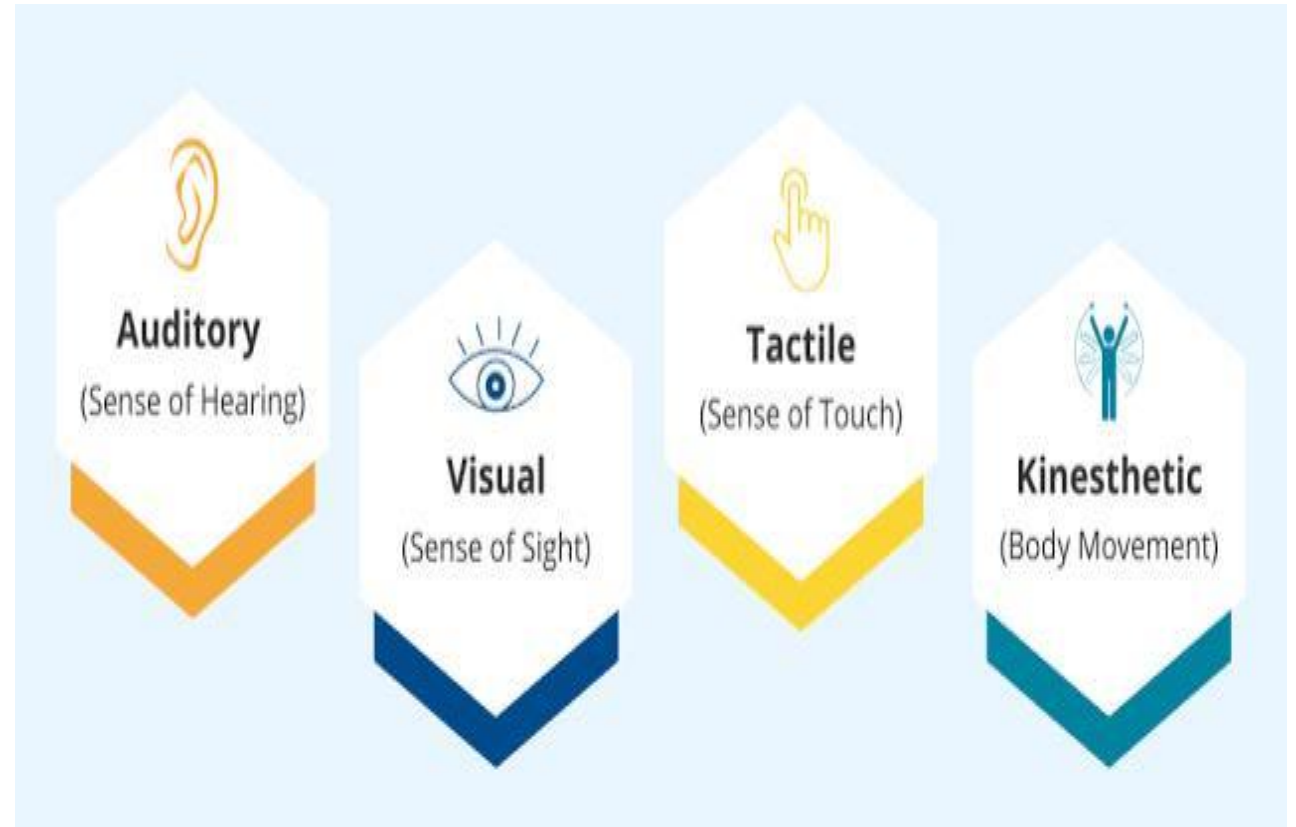 Auditory
(Sense of Hearing)
Visual
(Sense of Sight)
Tactile
(Sense of Touch)
Kinesthetic
(Body Movement)